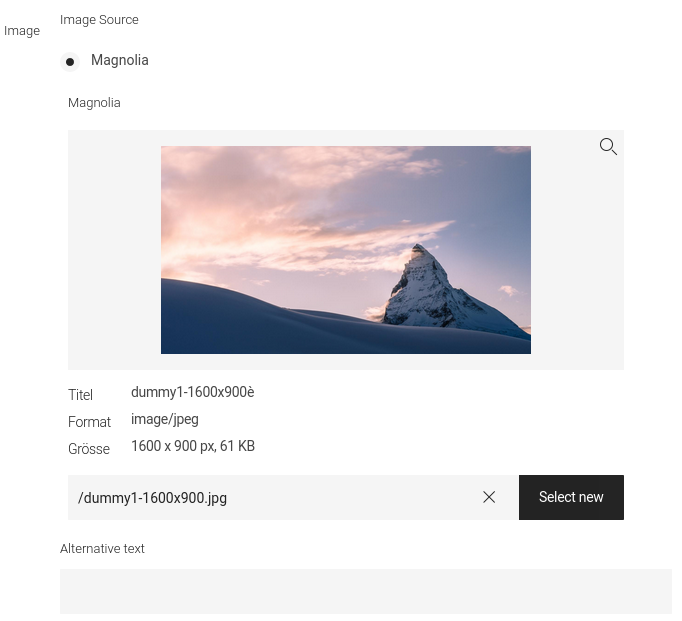 Image
Image Source
Magnolia
Magnolia
Titel dummy1-1600x900è
Format image/jpeg
Grösse 1600 x 900 px, 61 KB
/dummy1-1600x900.jpg
Select new
Alternative text